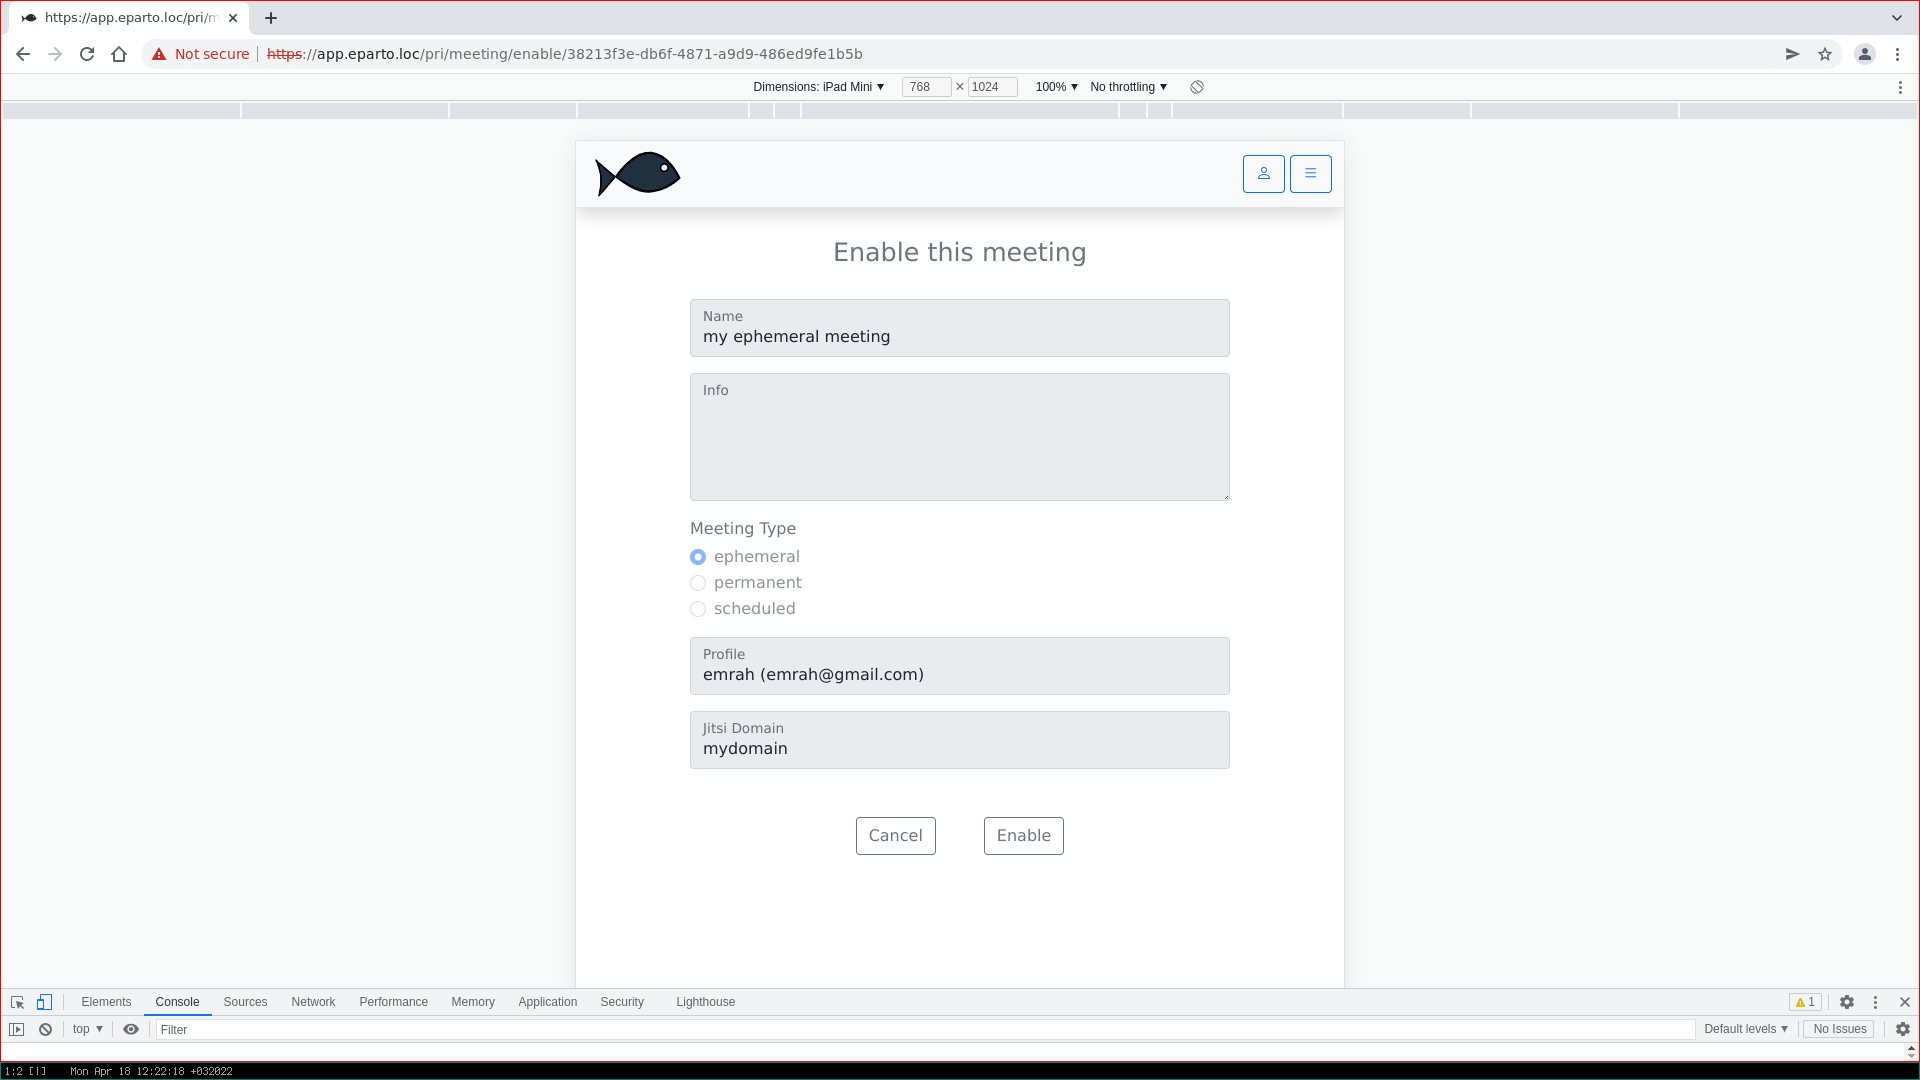 https://app.eparto.loc/pri/m
Not secure https://app.eparto.loc/pri/meeting/enable/38213f3e-db6f-4871-a9d9-486ed9fe1b5b
Dimensions: iPad Mini ▼ 768 × 1024 100% ▼ No throttling ▼
Enable this meeting
Name
my ephemeral meeting
Info
Meeting Type
ephemeral
permanent
scheduled
Profile
emrah (emrah@gmail.com)
Jitsi Domain
mydomain
Cancel Enable
Elements Console Sources Network Performance Memory Application Security Lighthouse 1
top ▼ Filter Default levels ▼ No Issues
1:2 [|] Mon Apr 18 12:22:18 +032022